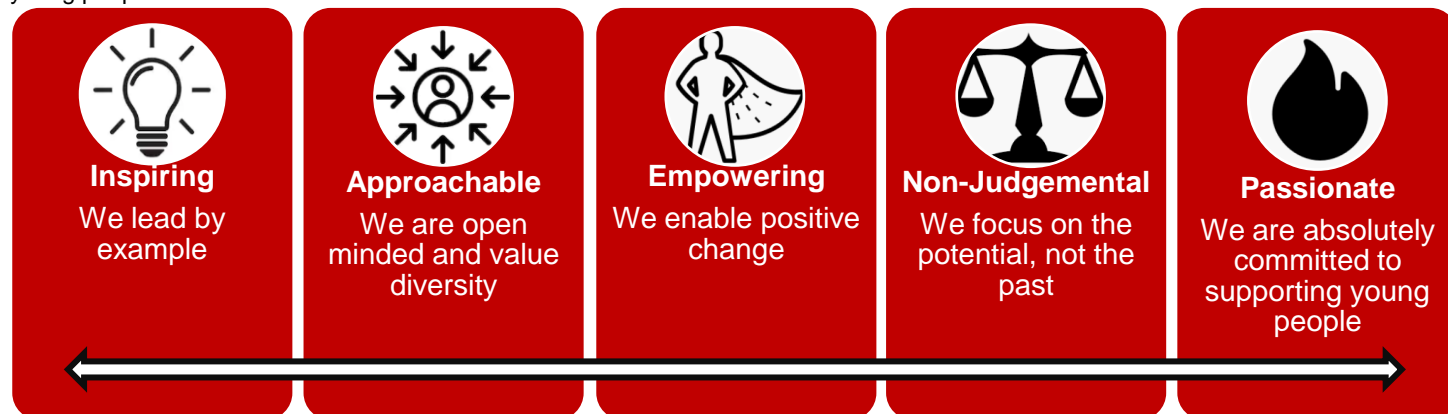 Inspiring
We lead by
example
Approachable
We are open
minded and value
diversity
Empowering
We enable positive
change
Non-Judgemental
We focus on the
potential, not the
past
Passionate
We are absolutely
committed to
supporting young
people